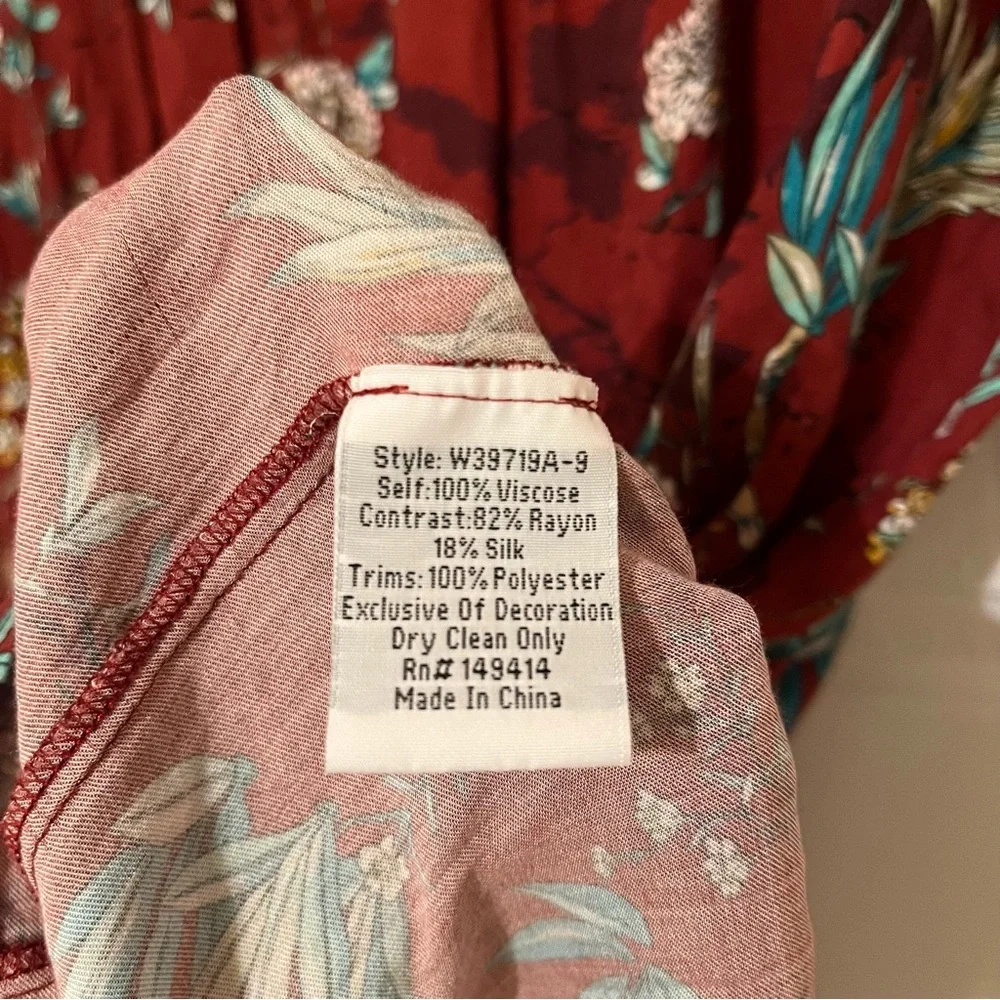 Style: W39719A-9
Self:100% Viscose
Contrast:82% Rayon
18% Silk
Trims: 100% Polyester
Exclusive Of Decoration
Dry Clean Only
Rn# 149414
Made In China